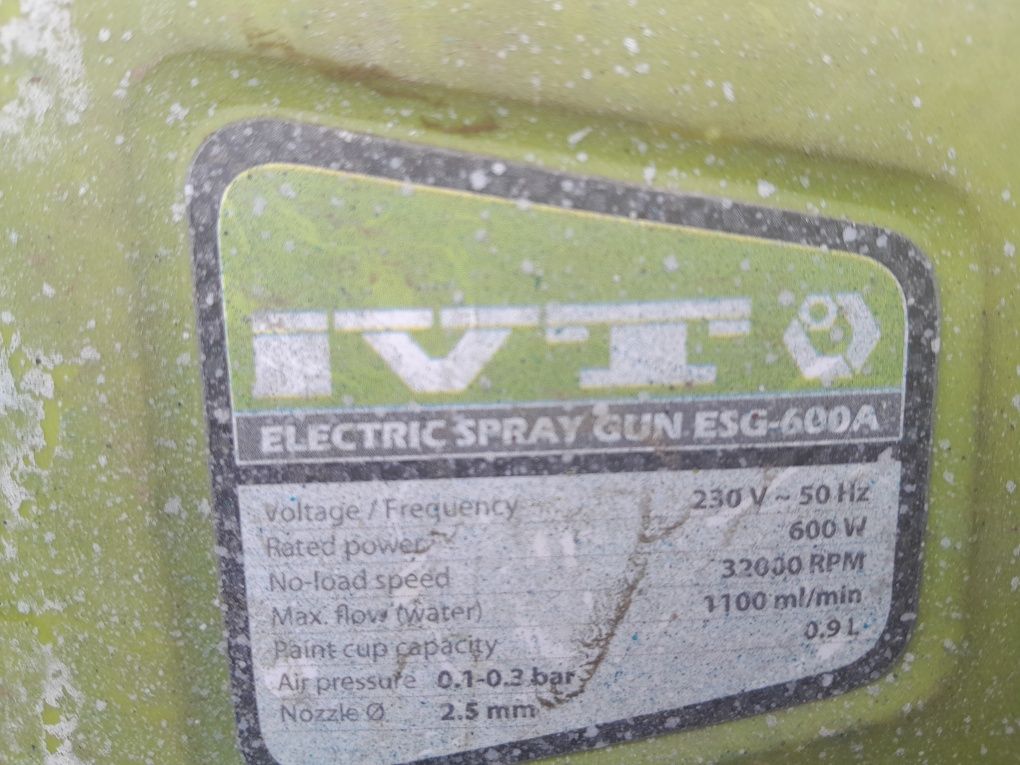 IVT
ELECTRIC SPRAY GUN ESG-600A
Voltage / Frequency 230 V ~ 50 Hz
Rated power 600 W
No-load speed 32000 RPM
Max. flow (water) 1100 ml/min
Paint cup capacity 0.9 L
Air pressure 0.1-0.3 bar
Nozzle Ø 2.5 mm